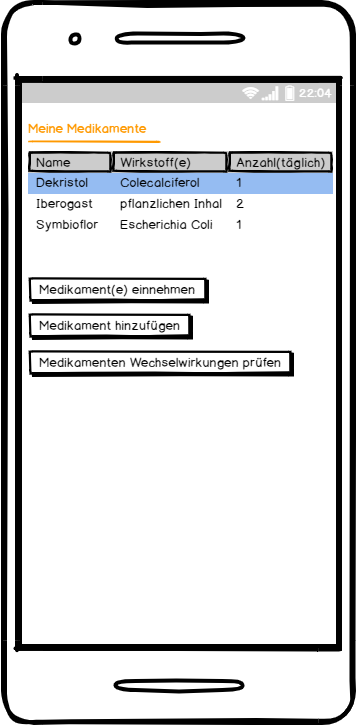 22:04
Meine Medikamente
Name Wirkstoff(e) Anzahl(täglich)
Dekristol Colecalciferol 1
Iberogast pflanzlichen Inhal 2
Symbioflor Escherichia Coli 1
Medikament(e) einnehmen
Medikament hinzufügen
Medikamenten Wechselwirkungen prüfen